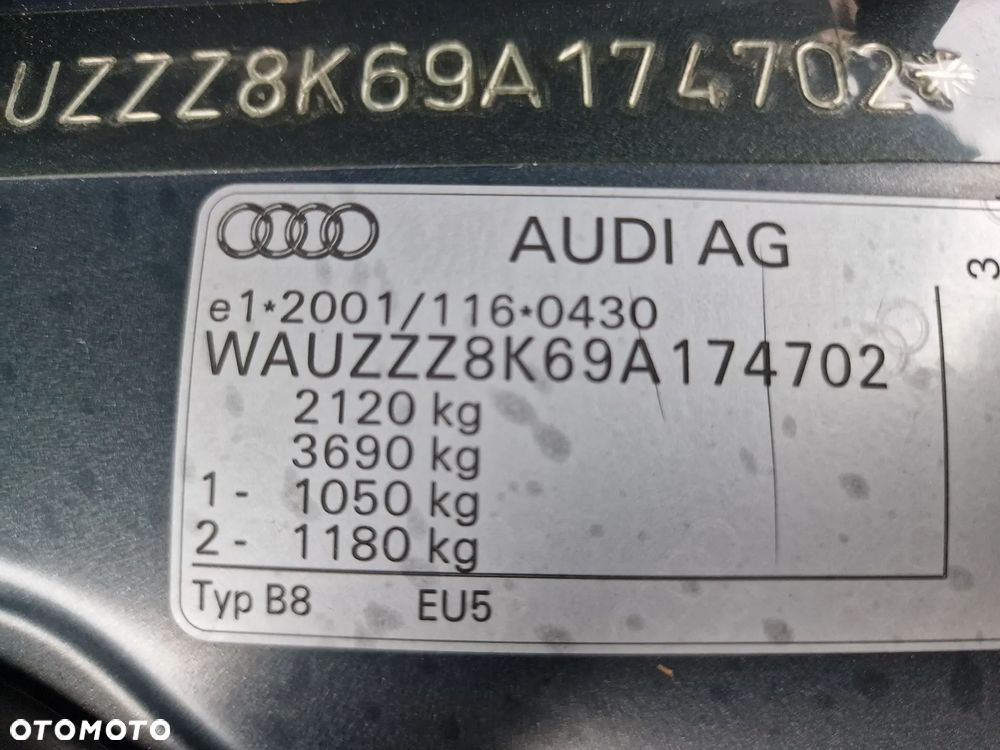 UZZZ8K69A174702*
AUDI AG
3
e1*2001/116*0430
WAUZZZ8K69A174702
2120 kg
3690 kg
1 - 1050 kg
2 - 1180 kg
Typ B8 EU5
OTOMOTO